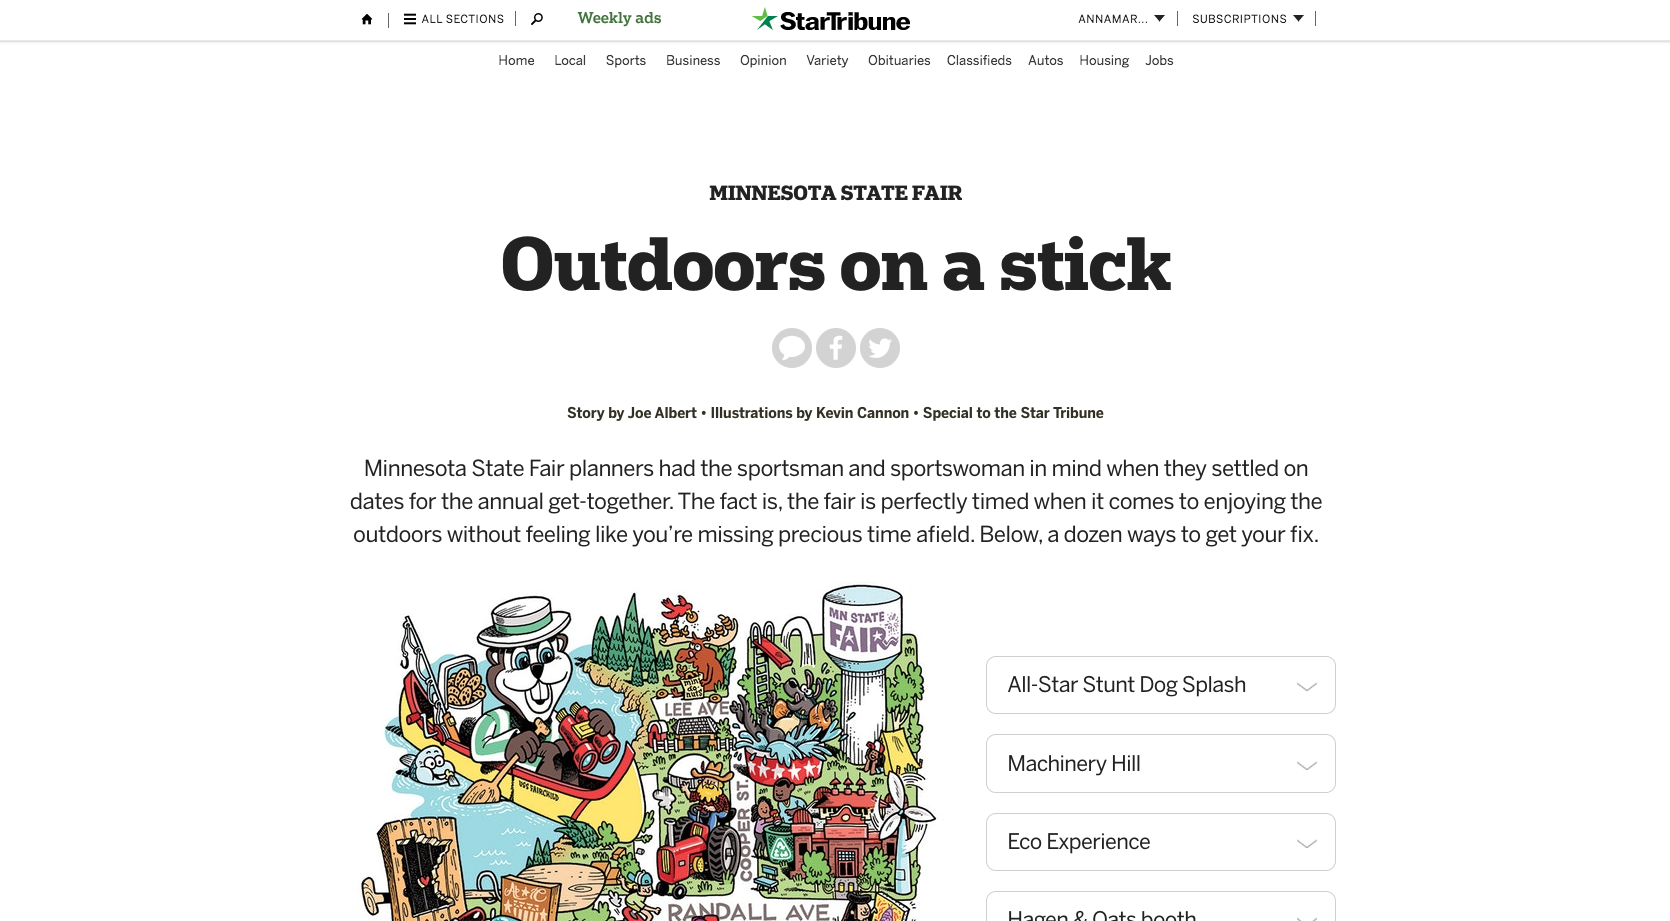 ALL SECTIONS
Weekly ads
StarTribune
ANNAMAR...
SUBSCRIPTIONS
Home Local Sports Business Opinion Variety Obituaries Classifieds Autos Housing Jobs
MINNESOTA STATE FAIR
Outdoors on a stick
Story by Joe Albert • Illustrations by Kevin Cannon • Special to the Star Tribune
Minnesota State Fair planners had the sportsman and sportswoman in mind when they settled on
dates for the annual get-together. The fact is, the fair is perfectly timed when it comes to enjoying the
outdoors without feeling like you're missing precious time afield. Below, a dozen ways to get your fix.
MN STATE
FAIR
mini
do-
nuts
LEE AVE
USS FAIRCHILD
COOPER ST.
RANDALL AVE
All-Star Stunt Dog Splash
Machinery Hill
Eco Experience
Hagen & Oats booth